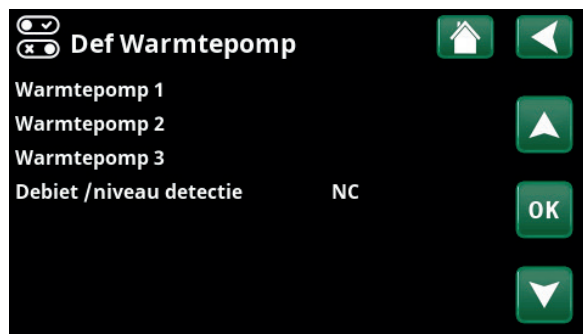 Def Warmtepomp
Warmtepomp 1
Warmtepomp 2
Warmtepomp 3
Debiet /niveau detectie NC
OK